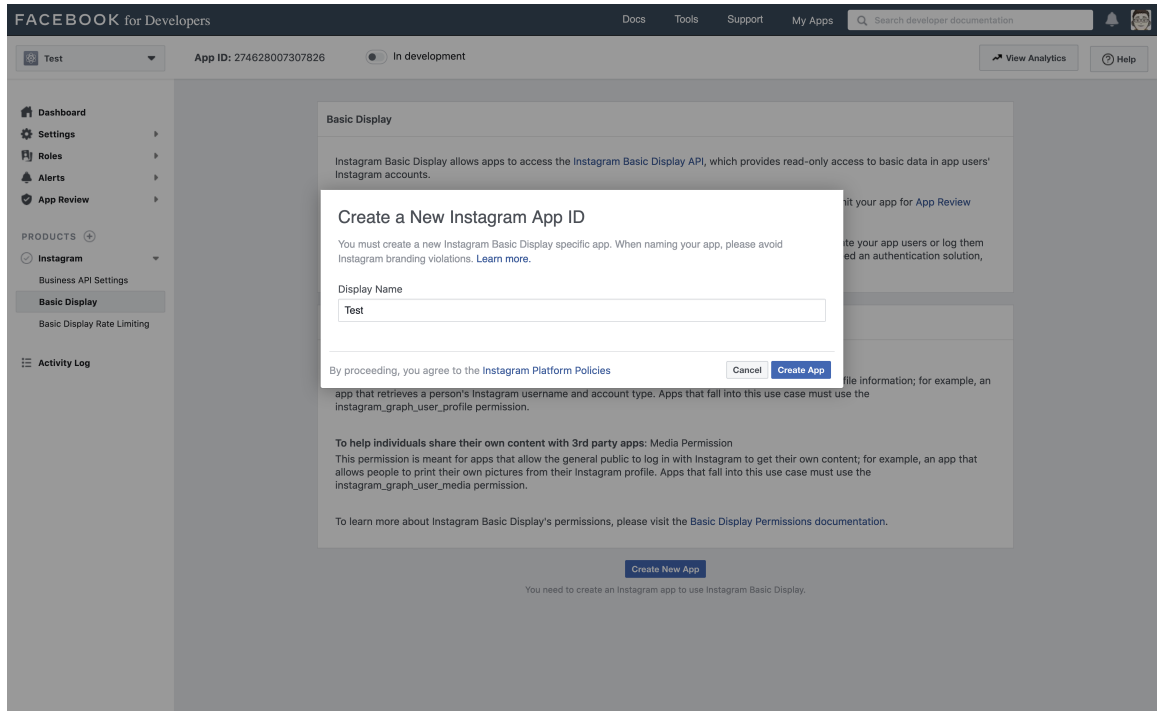 FACEBOOK for Developers
Docs Tools Support My Apps Search developer documentation
Test
App ID: 274628007307826 In development
View Analytics
Help
Dashboard
Settings
Roles
Alerts
App Review
PRODUCTS
Instagram
Business API Settings
Basic Display
Basic Display Rate Limiting
Activity Log
Basic Display
Instagram Basic Display allows apps to access the Instagram Basic Display API, which provides read-only access to basic data in app users'
Instagram accounts.
your app for App Review
your app users or log them
an authentication solution,
Create a New Instagram App ID
You must create a new Instagram Basic Display specific app. When naming your app, please avoid
Instagram branding violations. Learn more.
Display Name
Test
By proceeding, you agree to the Instagram Platform Policies
Cancel
Create App
information; for example, an
app that retrieves a person's Instagram username and account type. Apps that fall into this use case must use the
instagram_graph_user_profile permission.
To help individuals share their own content with 3rd party apps: Media Permission
This permission is meant for apps that allow the general public to log in with Instagram to get their own content; for example, an app that
allows people to print their own pictures from their Instagram profile. Apps that fall into this use case must use the
instagram_graph_user_media permission.
To learn more about Instagram Basic Display's permissions, please visit the Basic Display Permissions documentation.
Create New App
You need to create an Instagram app to use Instagram Basic Display.